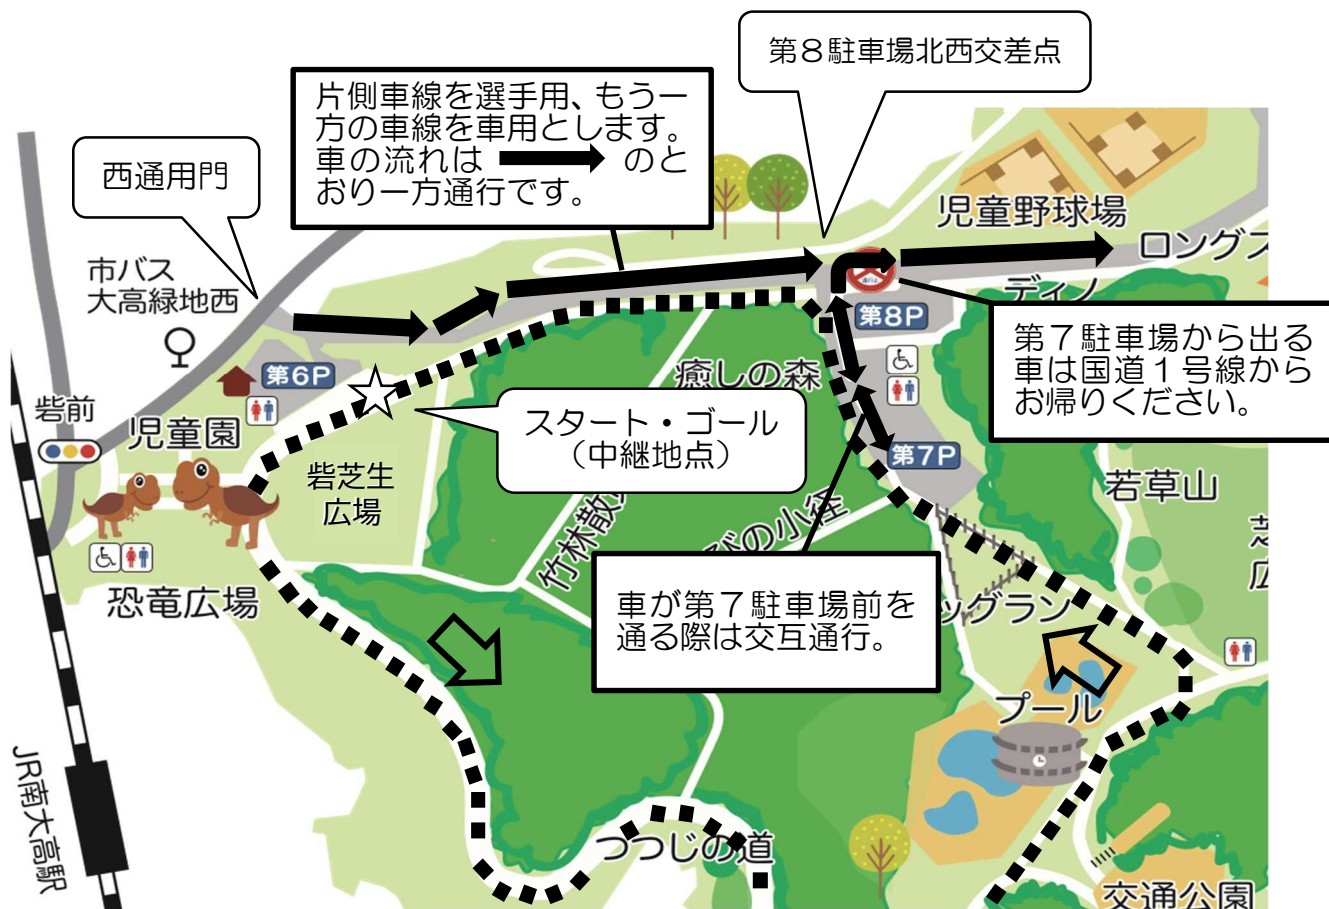 第８駐車場北西交差点
片側車線を選手用、もう一
方の車線を車用とします。
車の流れは のと
おり一方通行です。
西通用門
児童野球場
ロングス
市バス
大高緑地西
ディノ
第8P
第７駐車場から出る
車は国道１号線から
お帰りください。
第6P
癒しの森
砦前
児童園
スタート・ゴール
（中継地点）
第7P
砦芝生
広場
若草山
竹林散
びの小径
芝
広
恐竜広場
車が第７駐車場前を
通る際は交互通行。
ッグラン
プール
JR南大高駅
つつじの道
交通公園